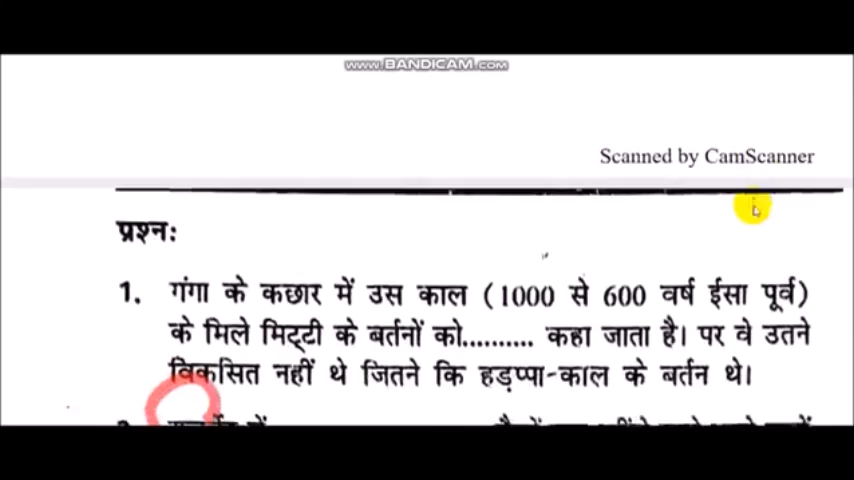 www.BANDICAM.com
Scanned by CamScanner
प्रश्न:
1. गंगा के कछार में उस काल (1000 से 600 वर्ष ईसा पूर्व)
के मिले मिट्टी के बर्तनों को.......... कहा जाता है। पर वे उतने
विकसित नहीं थे जितने कि हड़प्पा-काल के बर्तन थे।